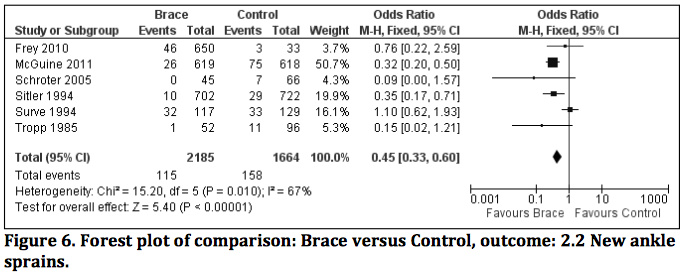 Brace Control Odds Ratio Odds Ratio
Study or Subgroup Events Total Events Total Weight M-H, Fixed, 95% CI M-H, Fixed, 95% CI
Frey 2010 46 650 3 33 3.7% 0.76 [0.22, 2.59]
McGuine 2011 26 619 75 618 50.7% 0.32 [0.20, 0.50]
Schroter 2005 0 45 7 66 4.2% 0.09 [0.00, 1.57]
Sitler 1994 10 702 29 722 19.9% 0.35 [0.17, 0.71]
Surve 1994 32 117 33 129 16.1% 1.10 [0.62, 1.93]
Tropp 1985 1 52 11 96 5.3% 0.15 [0.02, 1.21]
Total (95% CI) 2185 1664 100.0% 0.45 [0.33, 0.60]
Total events 115 158
Heterogeneity: Chi² = 15.20, df = 5 (P = 0.010); I² = 67%
Test for overall effect: Z = 5.40 (P < 0.00001)
0.001 0.1 1 10 1000
Favours Brace Favours Control
Figure 6. Forest plot of comparison: Brace versus Control, outcome: 2.2 New ankle
sprains.